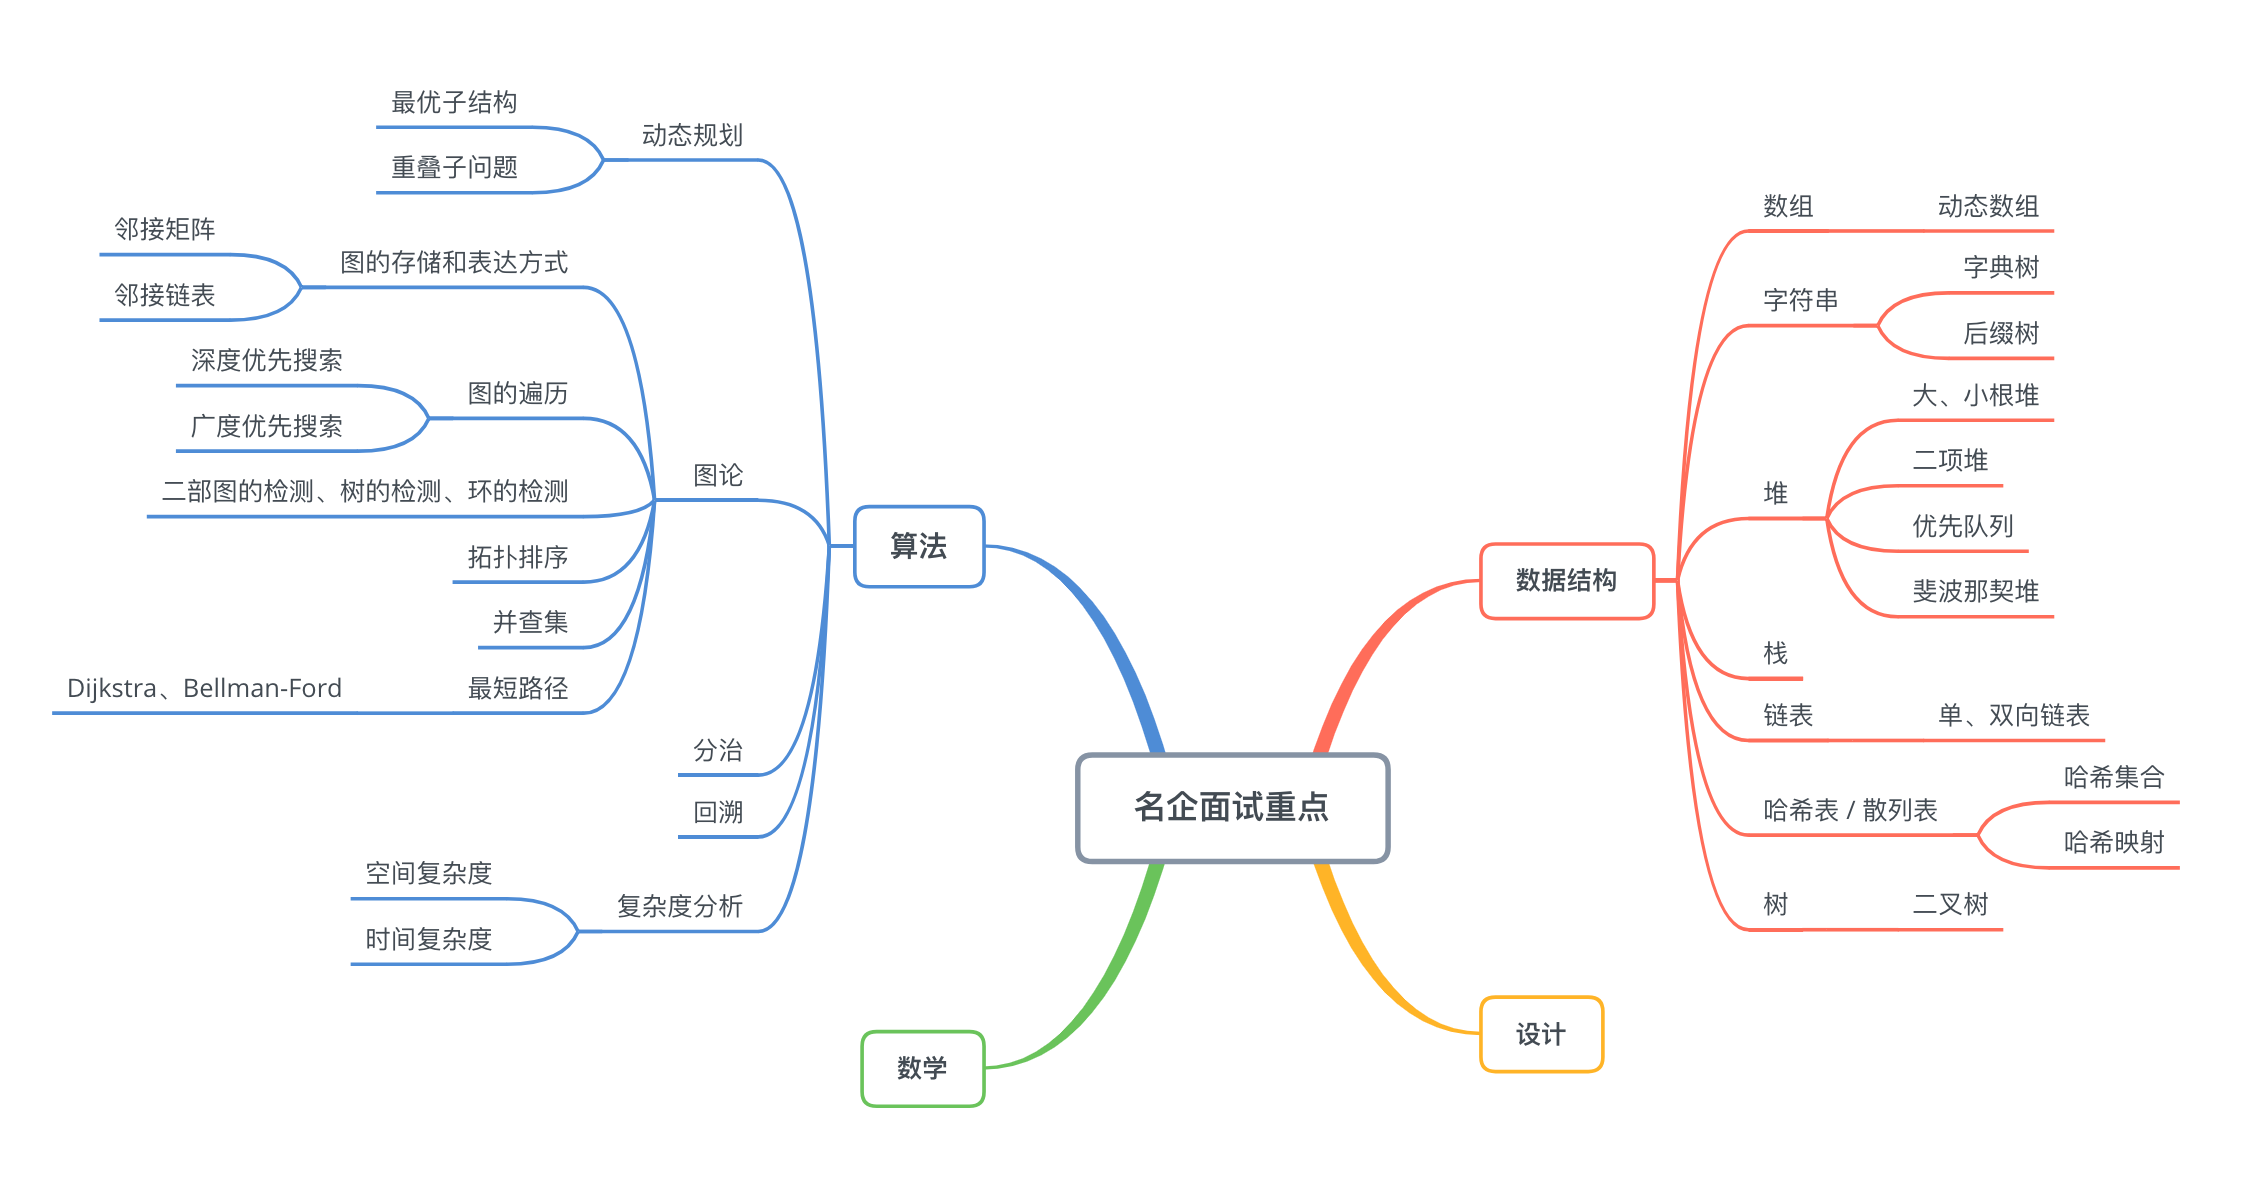 名企面试重点
算法
动态规划
最优子结构
重叠子问题
图论
图的存储和表达方式
邻接矩阵
邻接链表
图的遍历
深度优先搜索
广度优先搜索
二部图的检测、树的检测、环的检测
拓扑排序
并查集
最短路径
Dijkstra、Bellman-Ford
分治
回溯
复杂度分析
空间复杂度
时间复杂度
数学
数据结构
数组
动态数组
字符串
字典树
后缀树
堆
大、小根堆
二项堆
优先队列
斐波那契堆
栈
链表
单、双向链表
哈希表 / 散列表
哈希集合
哈希映射
树
二叉树
设计